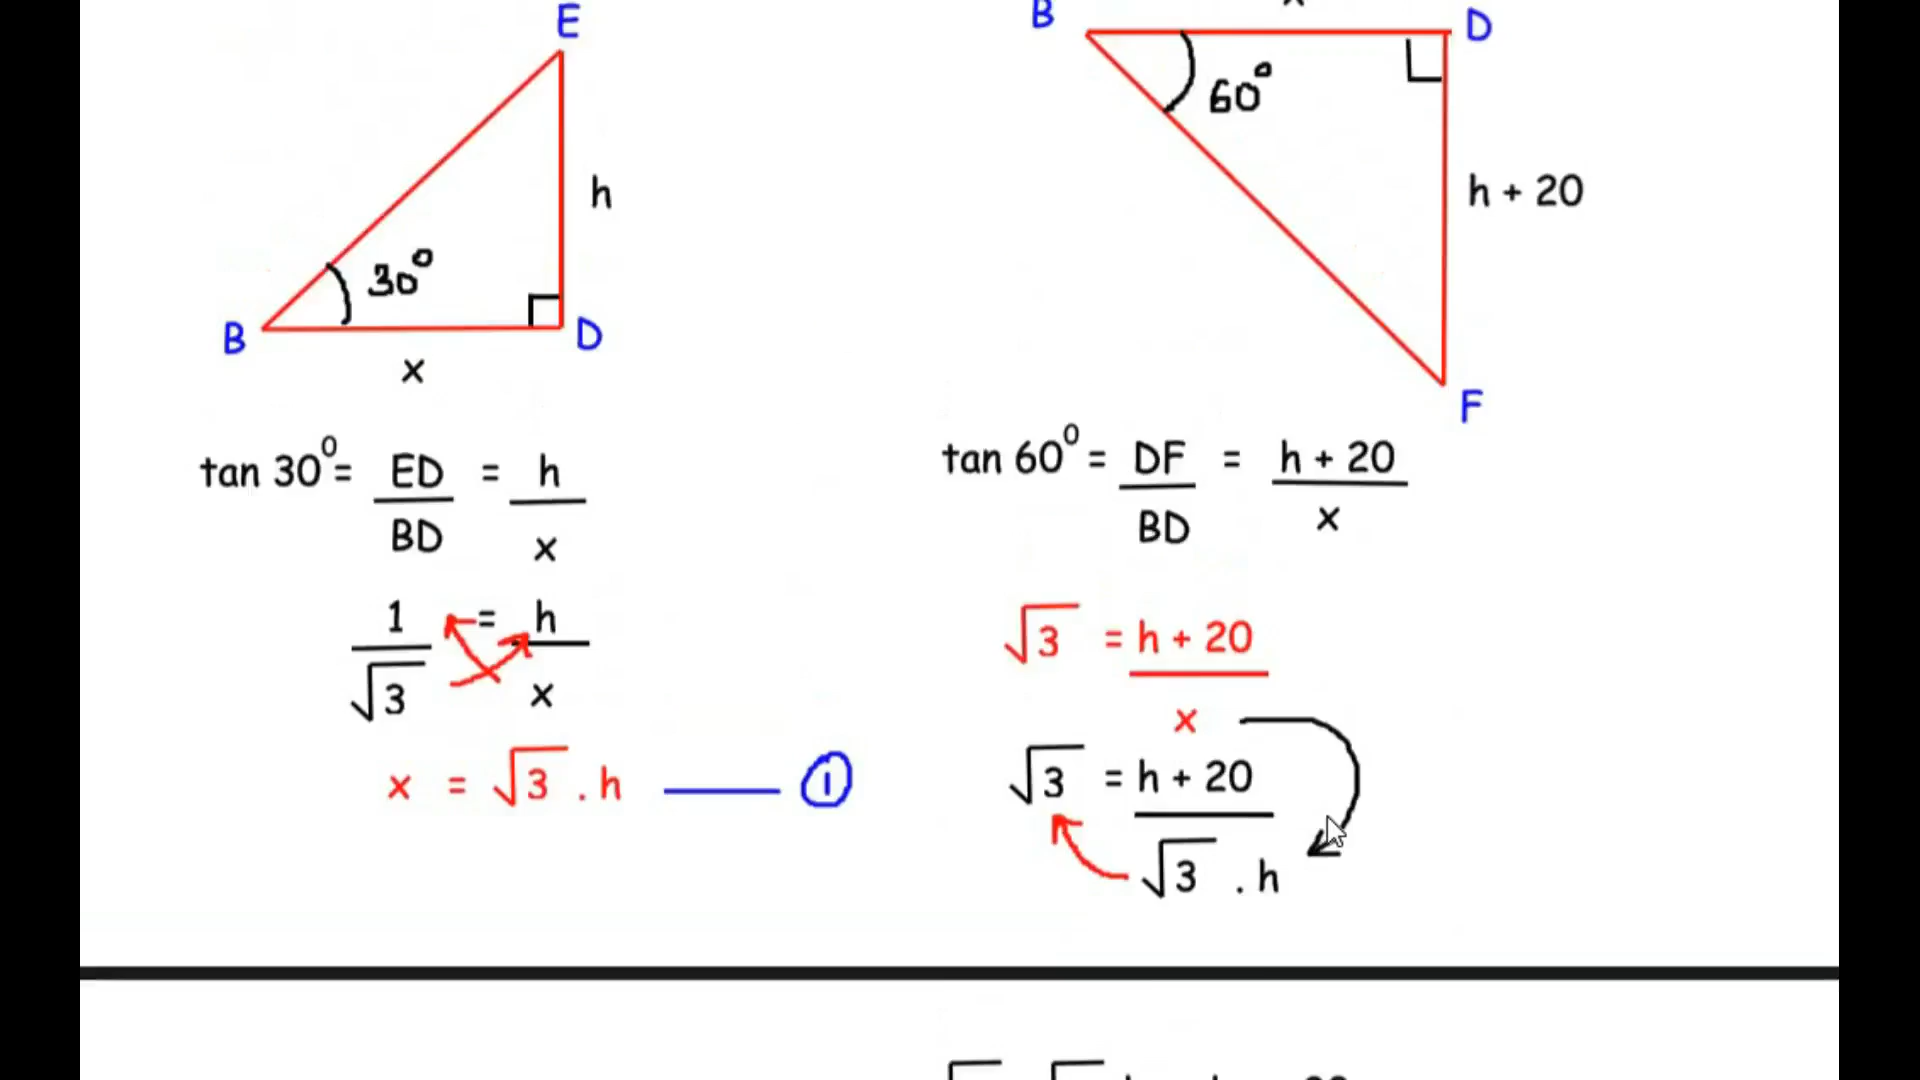 E
h
30°
B
D
x
tan 30° = ED/BD = h/x
1/√3 = h/x
x = √3 . h ——— ①
B
D
60°
h + 20
F
tan 60° = DF/BD = h + 20/x
√3 = h + 20/x
√3 = h + 20/√3 . h